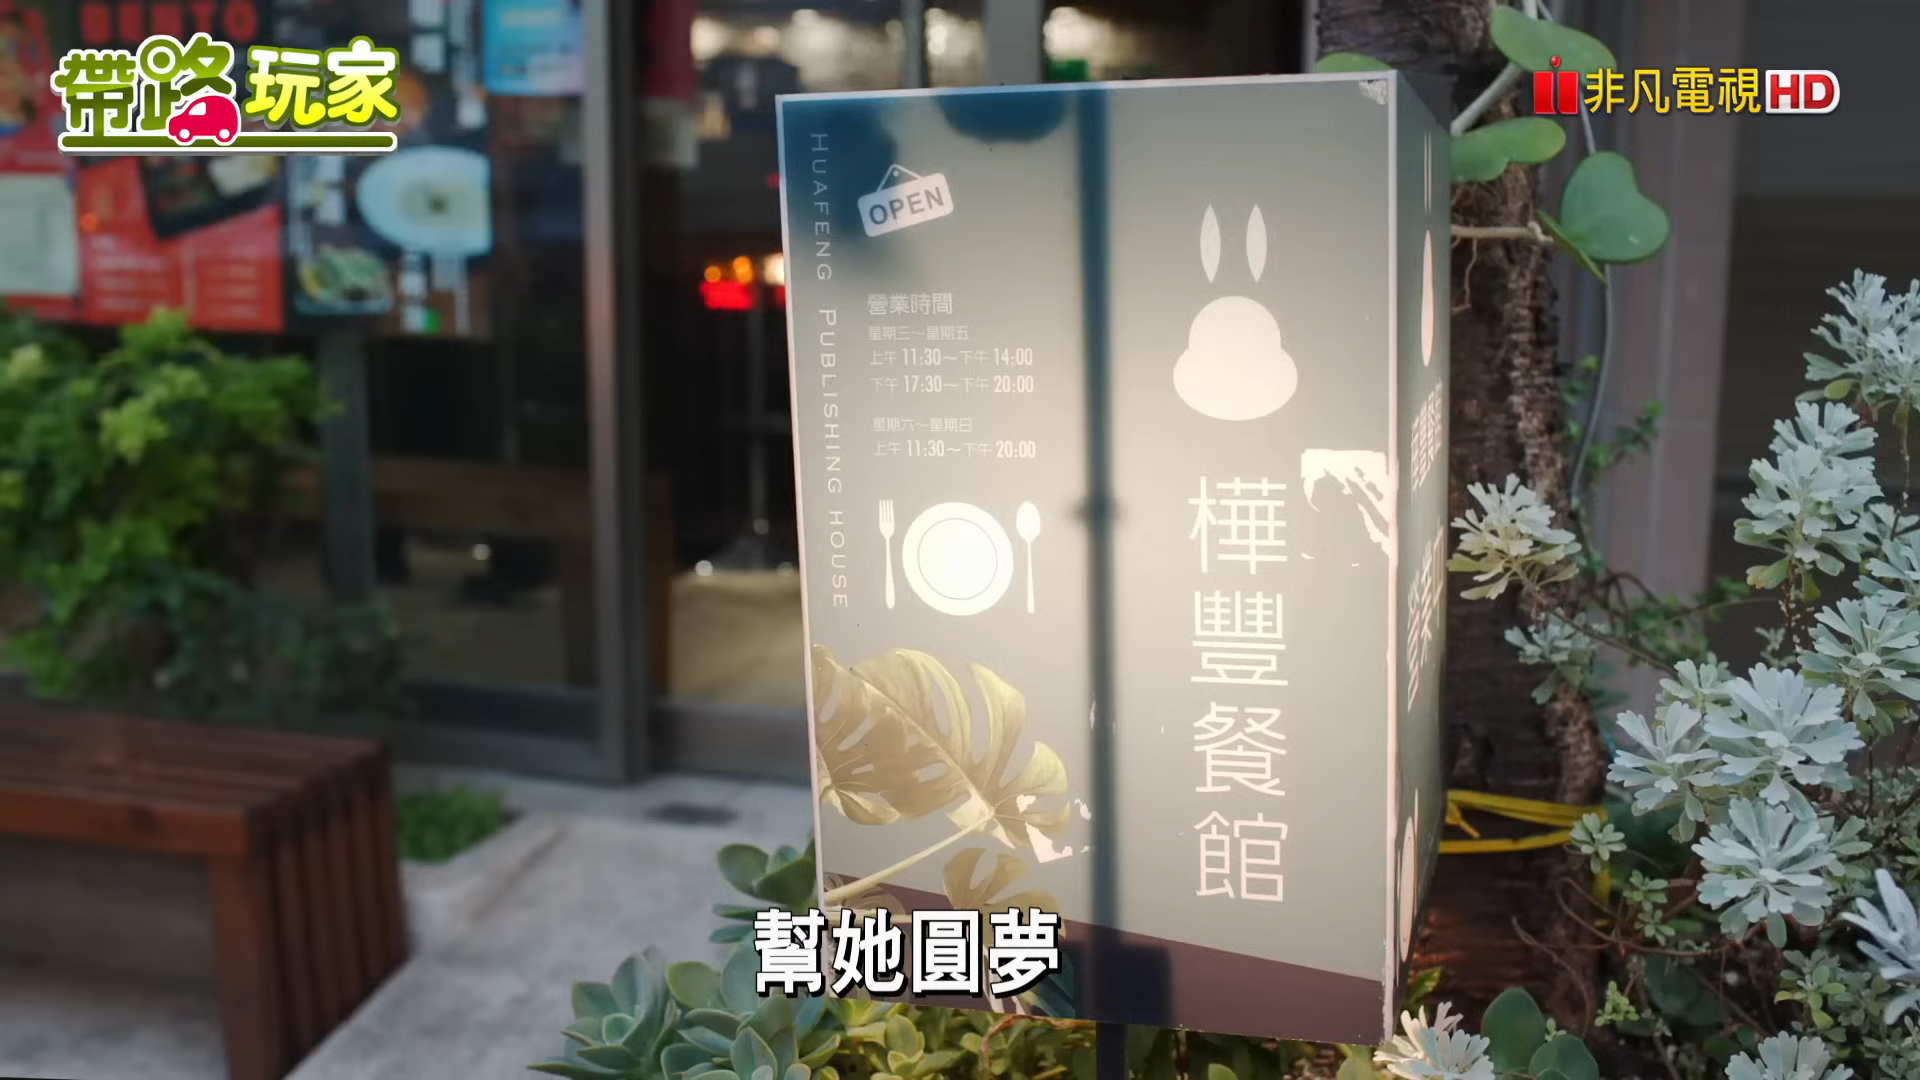 帶路玩家
非凡電視HD
BENTO
HUAFENG PUBLISHING HOUSE
OPEN
營業時間
星期三～星期五
上午 11:30～下午 14:00
下午 17:30～下午 20:00
星期六～星期日
上午 11:30～下午 20:00
樺豐餐館
幫她圓夢